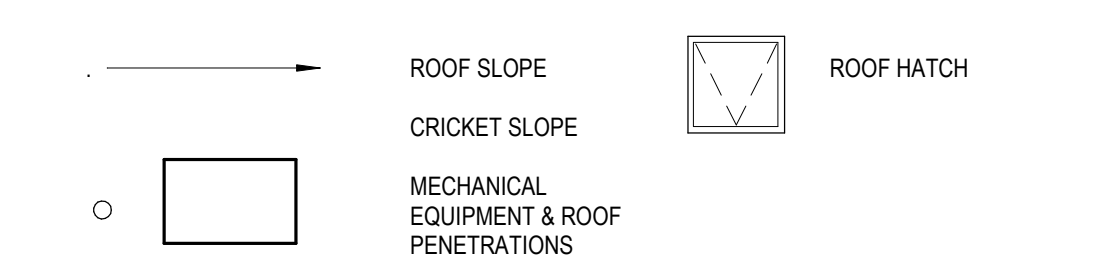 ROOF SLOPE
CRICKET SLOPE
MECHANICAL
EQUIPMENT & ROOF
PENETRATIONS
ROOF HATCH